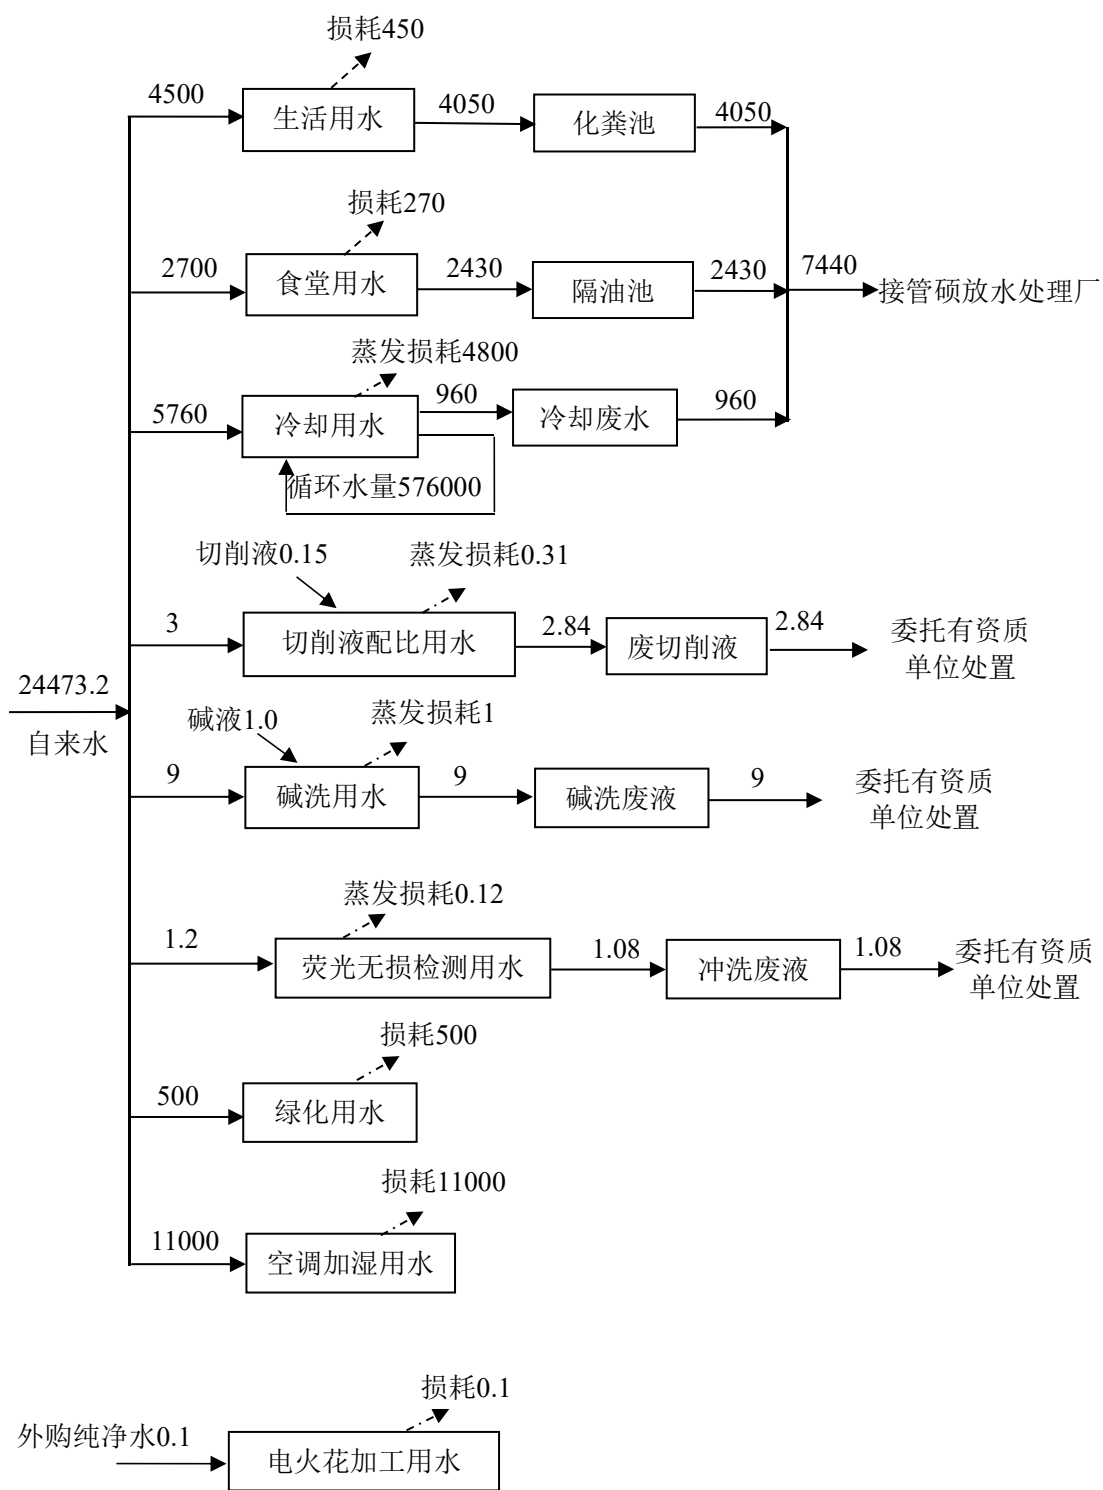 损耗450
4500
生活用水
4050
化粪池
4050
损耗270
2700
食堂用水
2430
隔油池
2430
7440
接管硕放水处理厂
蒸发损耗4800
5760
冷却用水
960
冷却废水
960
循环水量576000
切削液0.15
蒸发损耗0.31
3
切削液配比用水
2.84
废切削液
2.84
委托有资质
单位处置
24473.2
自来水
碱液1.0
蒸发损耗1
9
碱洗用水
9
碱洗废液
9
委托有资质
单位处置
蒸发损耗0.12
1.2
荧光无损检测用水
1.08
冲洗废液
1.08
委托有资质
单位处置
损耗500
500
绿化用水
损耗11000
11000
空调加湿用水
损耗0.1
外购纯净水0.1
电火花加工用水